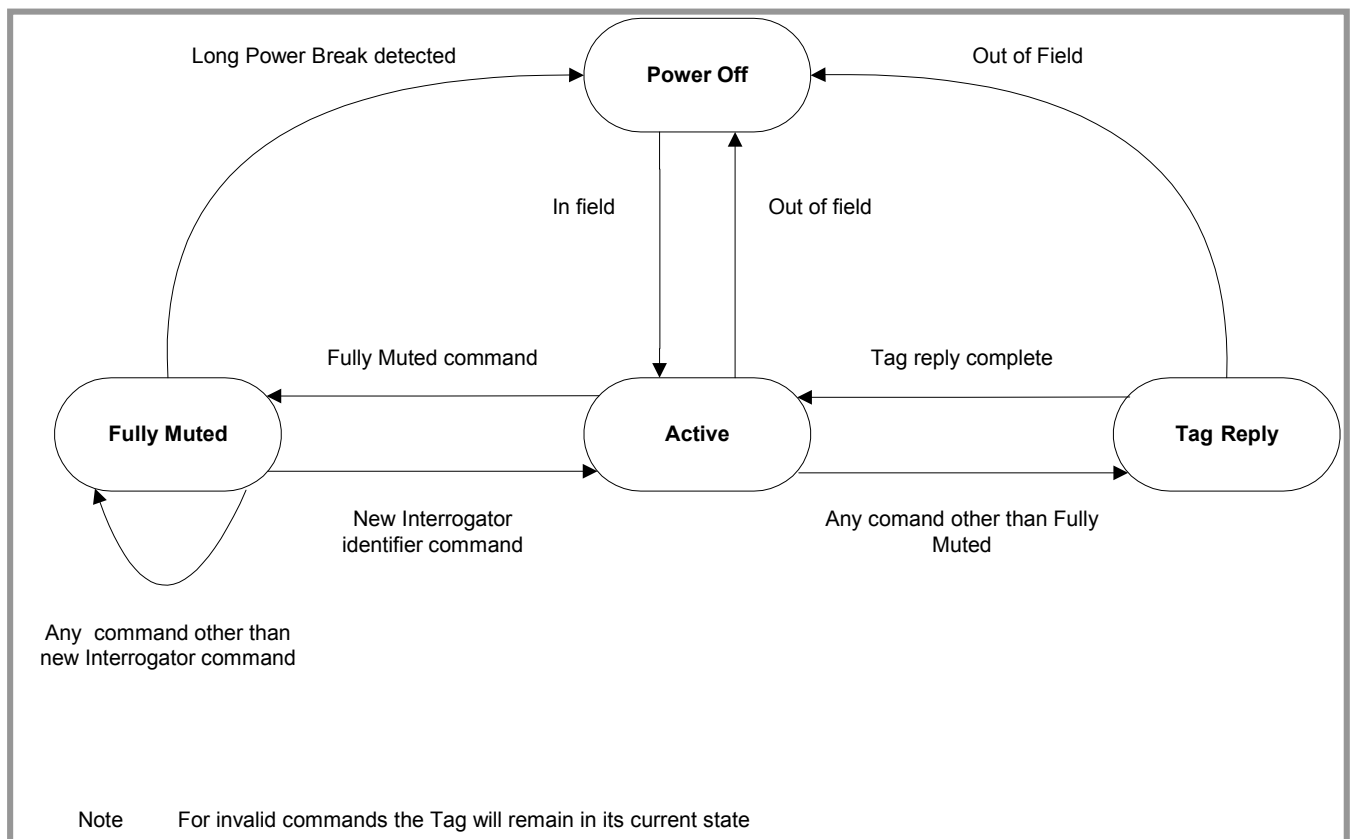 Long Power Break detected
Out of Field
Power Off
In field
Out of field
Fully Muted command
Tag reply complete
Fully Muted
Active
Tag Reply
New Interrogator
identifier command
Any comand other than Fully
Muted
Any command other than
new Interrogator command
Note For invalid commands the Tag will remain in its current state